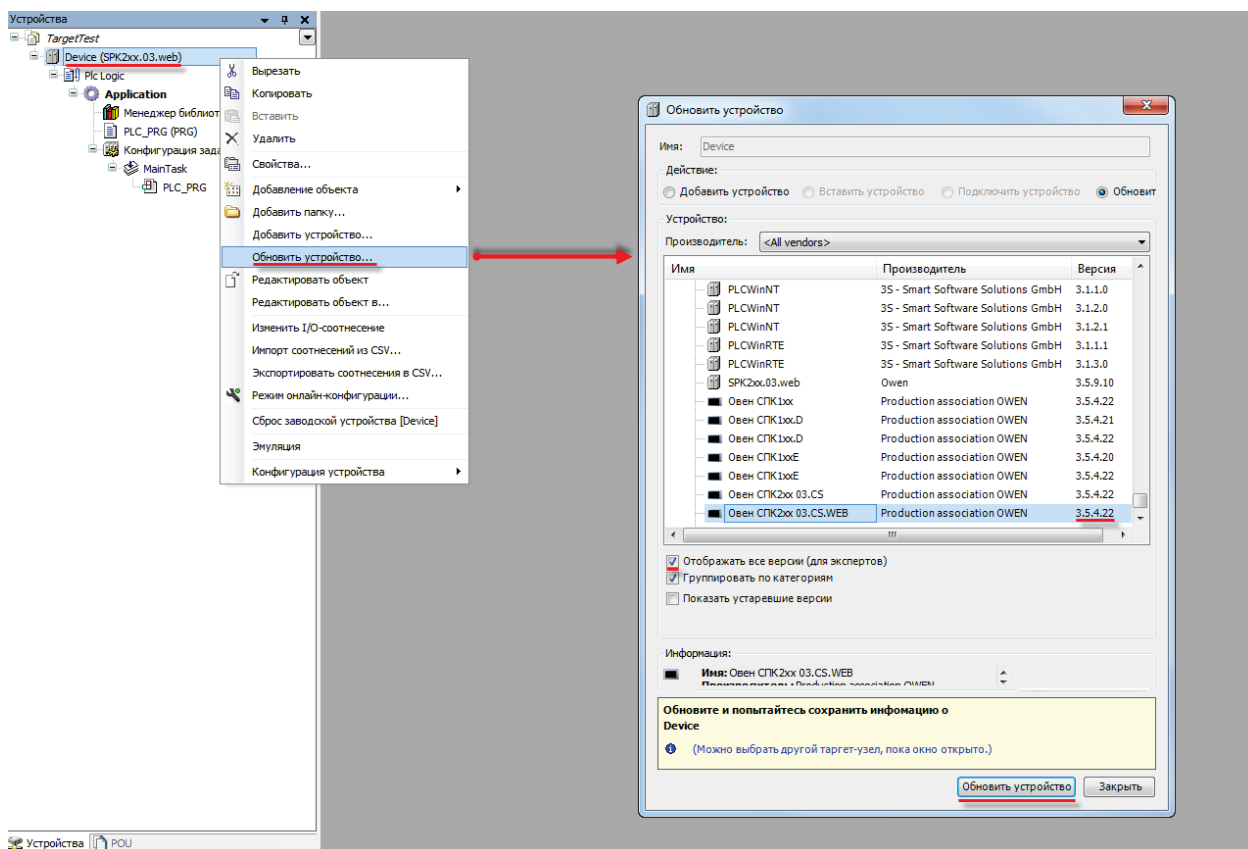 Устройства
TargetTest
Device (SPK2xx.03.web)
Plc Logic
Application
Менеджер библиот
PLC_PRG (PRG)
Конфигурация зада
MainTask
PLC_PRG
Вырезать
Копировать
Вставить
Удалить
Свойства...
Добавление объекта
Добавить папку...
Добавить устройство...
Обновить устройство...
Редактировать объект
Редактировать объект в...
Изменить I/O-соотнесение
Импорт соотнесений из CSV...
Экспортировать соотнесения в CSV...
Режим онлайн-конфигурации...
Сброс заводской устройства [Device]
Эмуляция
Конфигурация устройства
Обновить устройство
Имя: Device
Действие:
Добавить устройство Вставить устройство Подключить устройство Обновит
Устройство:
Производитель: <All vendors>
Имя Производитель Версия
PLCWinNT 3S - Smart Software Solutions GmbH 3.1.1.0
PLCWinNT 3S - Smart Software Solutions GmbH 3.1.2.0
PLCWinNT 3S - Smart Software Solutions GmbH 3.1.2.1
PLCWinRTE 3S - Smart Software Solutions GmbH 3.1.1.1
PLCWinRTE 3S - Smart Software Solutions GmbH 3.1.3.0
SPK2xx.03.web Owen 3.5.9.10
Овен СПК1xx Production association OWEN 3.5.4.22
Овен СПК1xx.D Production association OWEN 3.5.4.21
Овен СПК1xx.D Production association OWEN 3.5.4.22
Овен СПК1xxE Production association OWEN 3.5.4.20
Овен СПК1xxE Production association OWEN 3.5.4.22
Овен СПК2xx 03.CS Production association OWEN 3.5.4.22
Овен СПК2xx 03.CS.WEB Production association OWEN 3.5.4.22
Отображать все версии (для экспертов)
Группировать по категориям
Показать устаревшие версии
Информация:
Имя: Овен СПК2xx 03.CS.WEB
Производитель: Production association OWEN
Обновите и попытайтесь сохранить инфомацию о
Device
(Можно выбрать другой таргет-узел, пока окно открыто.)
Обновить устройство Закрыть
Устройства POU